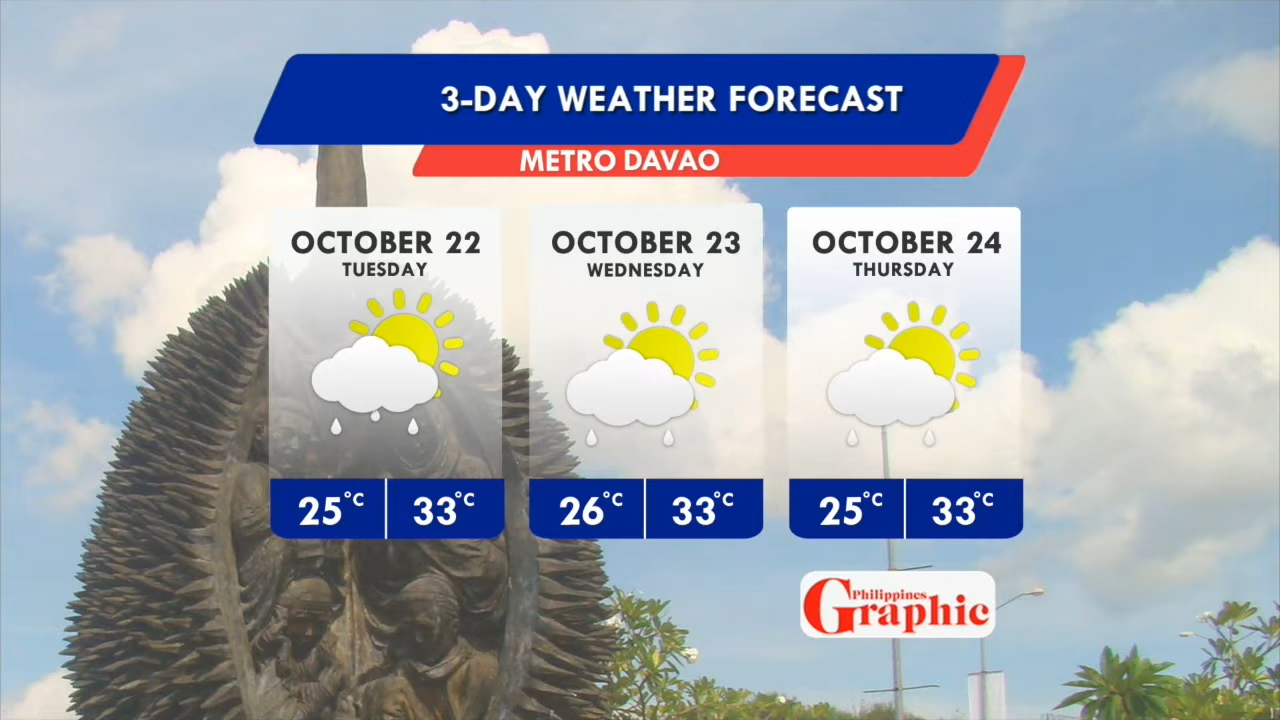 3-DAY WEATHER FORECAST
METRO DAVAO
OCTOBER 22
TUESDAY
25°C
33°C
OCTOBER 23
WEDNESDAY
26°C
33°C
OCTOBER 24
THURSDAY
25°C
33°C
Philippines
Graphic